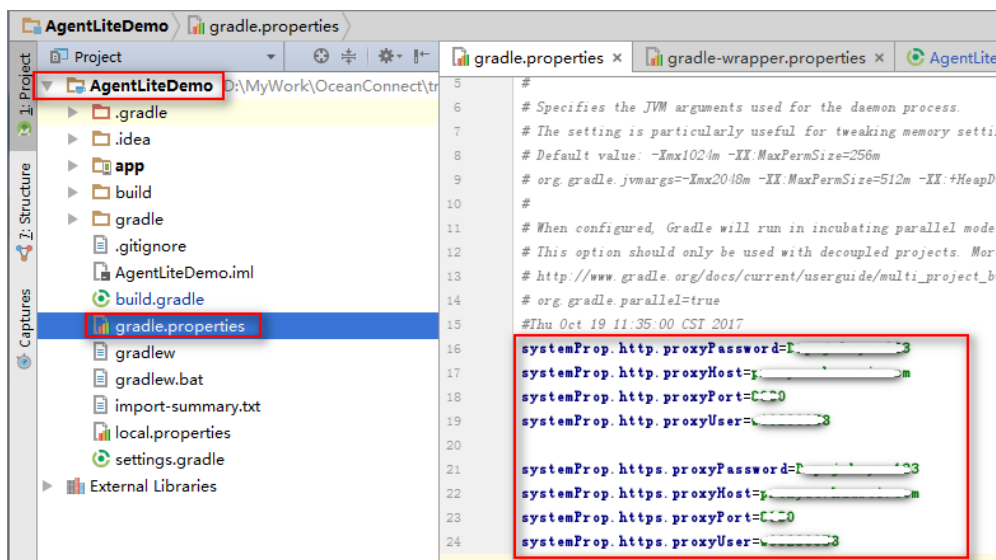 AgentLiteDemo gradle.properties
Project
gradle.properties × gradle-wrapper.properties × AgentLite
1: Project
7: Structure
Captures
AgentLiteDemo D:\MyWork\OceanConnect\tr
.gradle
.idea
app
build
gradle
.gitignore
AgentLiteDemo.iml
build.gradle
gradle.properties
gradlew
gradlew.bat
import-summary.txt
local.properties
settings.gradle
External Libraries
5 #
6 # Specifies the JVM arguments used for the daemon process.
7 # The setting is particularly useful for tweaking memory setti
8 # Default value: -Xmx1024m -XX:MaxPermSize=256m
9 # org.gradle.jvmargs=-Xmx2048m -XX:MaxPermSize=512m -XX:+HeapD
10 #
11 # When configured, Gradle will run in incubating parallel mode
12 # This option should only be used with decoupled projects. Mor
13 # http://www.gradle.org/docs/current/userguide/multi_project_b
14 # org.gradle.parallel=true
15 #Thu Oct 19 11:35:00 CST 2017
16 systemProp.http.proxyPassword=
17 systemProp.http.proxyHost=
18 systemProp.http.proxyPort=
19 systemProp.http.proxyUser=
20
21 systemProp.https.proxyPassword=
22 systemProp.https.proxyHost=
23 systemProp.https.proxyPort=
24 systemProp.https.proxyUser=